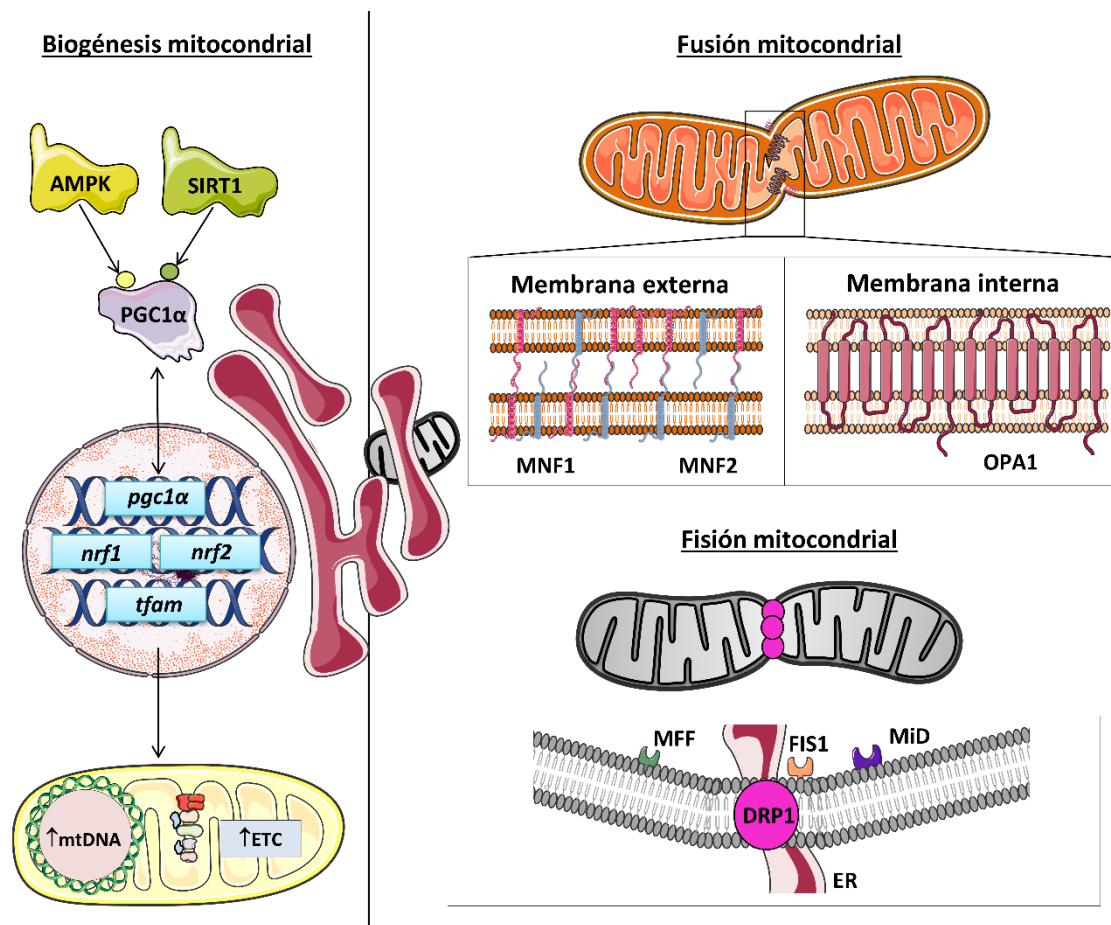 Biogénesis mitocondrial
AMPK
SIRT1
PGC1α
pgc1α
nrf1
nrf2
tfam
↑mtDNA
↑ETC
Fusión mitocondrial
Membrana externa
MNF1
MNF2
Membrana interna
OPA1
Fisión mitocondrial
MFF
FIS1
MiD
DRP1
ER